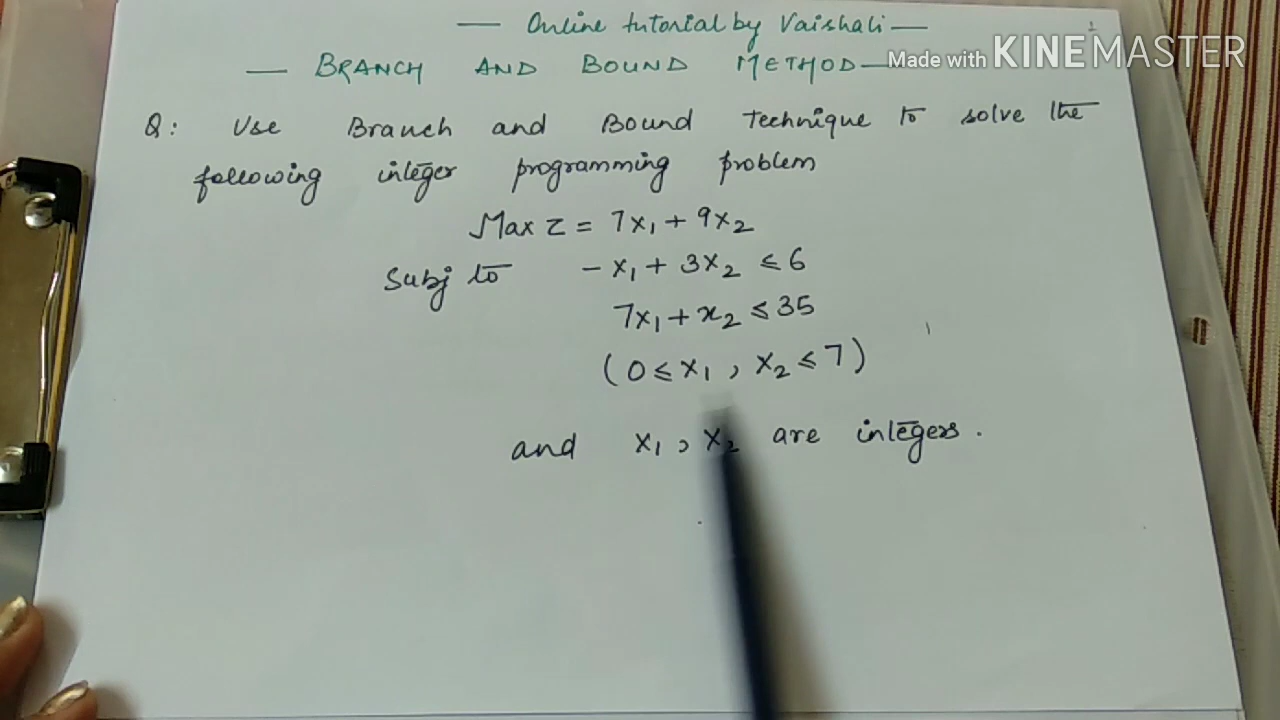 — Online tutorial by Vaishali —
1
Made with KINEMASTER
— BRANCH AND BOUND METHOD —
Q: Use Branch and Bound Technique to solve the
following integer programming problem
Max Z = 7x₁ + 9x₂
Subj to - x₁ + 3x₂ ≤ 6
7x₁ + x₂ ≤ 35
(0 ≤ x₁, x₂ ≤ 7)
and x₁, x₂ are integers.